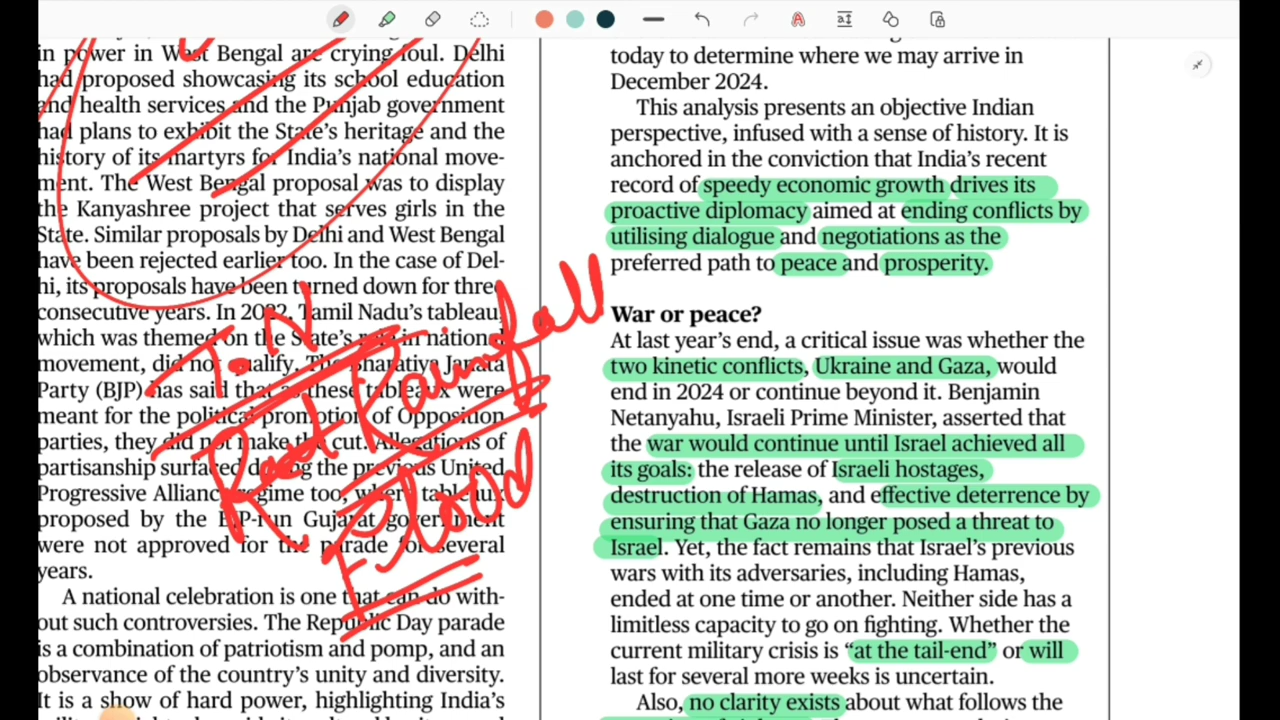 in power in West Bengal are crying foul. Delhi
had proposed showcasing its school education
and health services and the Punjab government
had plans to exhibit the State's heritage and the
history of its martyrs for India's national move-
ment. The West Bengal proposal was to display
the Kanyashree project that serves girls in the
State. Similar proposals by Delhi and West Bengal
have been rejected earlier too. In the case of Del-
hi, its proposals have been turned down for three
consecutive years. In 2022, Tamil Nadu's tableau,
which was themed on the State's role in national
movement, did not qualify. The Bharatiya Janata
Party (BJP) has said that as these tableaux were
meant for the political promotion of Opposition
parties, they did not make the cut. Allegations of
partisanship surfaced during the previous United
Progressive Alliance regime too, where tableaux
proposed by the BJP-run Gujarat government
were not approved for the parade for several
years.
A national celebration is one that can do with-
out such controversies. The Republic Day parade
is a combination of patriotism and pomp, and an
observance of the country's unity and diversity.
It is a show of hard power, highlighting India's
T.N
Rainfall
Flood
today to determine where we may arrive in
December 2024.
This analysis presents an objective Indian
perspective, infused with a sense of history. It is
anchored in the conviction that India's recent
record of speedy economic growth drives its
proactive diplomacy aimed at ending conflicts by
utilising dialogue and negotiations as the
preferred path to peace and prosperity.
War or peace?
At last year's end, a critical issue was whether the
two kinetic conflicts, Ukraine and Gaza, would
end in 2024 or continue beyond it. Benjamin
Netanyahu, Israeli Prime Minister, asserted that
the war would continue until Israel achieved all
its goals: the release of Israeli hostages,
destruction of Hamas, and effective deterrence by
ensuring that Gaza no longer posed a threat to
Israel. Yet, the fact remains that Israel's previous
wars with its adversaries, including Hamas,
ended at one time or another. Neither side has a
limitless capacity to go on fighting. Whether the
current military crisis is “at the tail-end” or will
last for several more weeks is uncertain.
Also, no clarity exists about what follows the